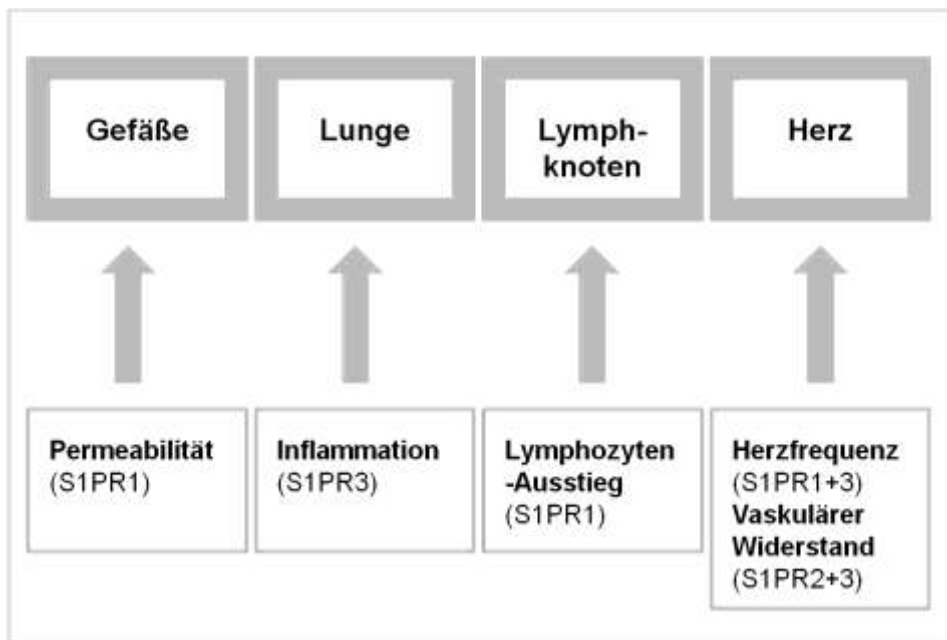 Gefäße
Lunge
Lymph-
knoten
Herz
Permeabilität
(S1PR1)
Inflammation
(S1PR3)
Lymphozyten
-Ausstieg
(S1PR1)
Herzfrequenz
(S1PR1+3)
Vaskulärer
Widerstand
(S1PR2+3)